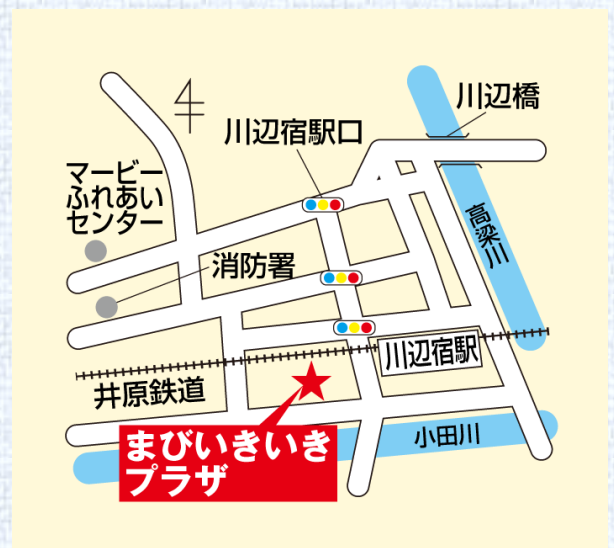 川辺橋
川辺宿駅口
マービー
ふれあい
センター
高梁川
消防署
川辺宿駅
井原鉄道
まびいきいき
プラザ
小田川